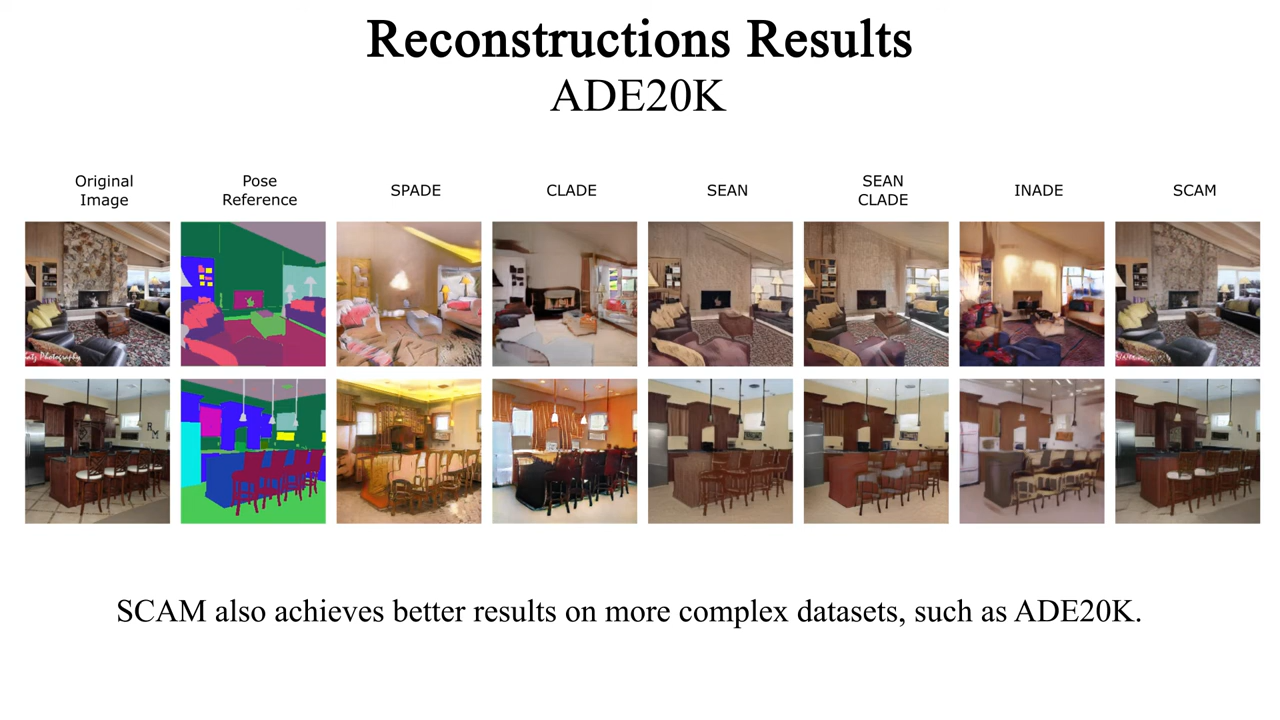 Reconstructions Results
ADE20K
Original
Image
Pose
Reference
SPADE
CLADE
SEAN
SEAN
CLADE
INADE
SCAM
Photography
R
M
SCAM also achieves better results on more complex datasets, such as ADE20K.